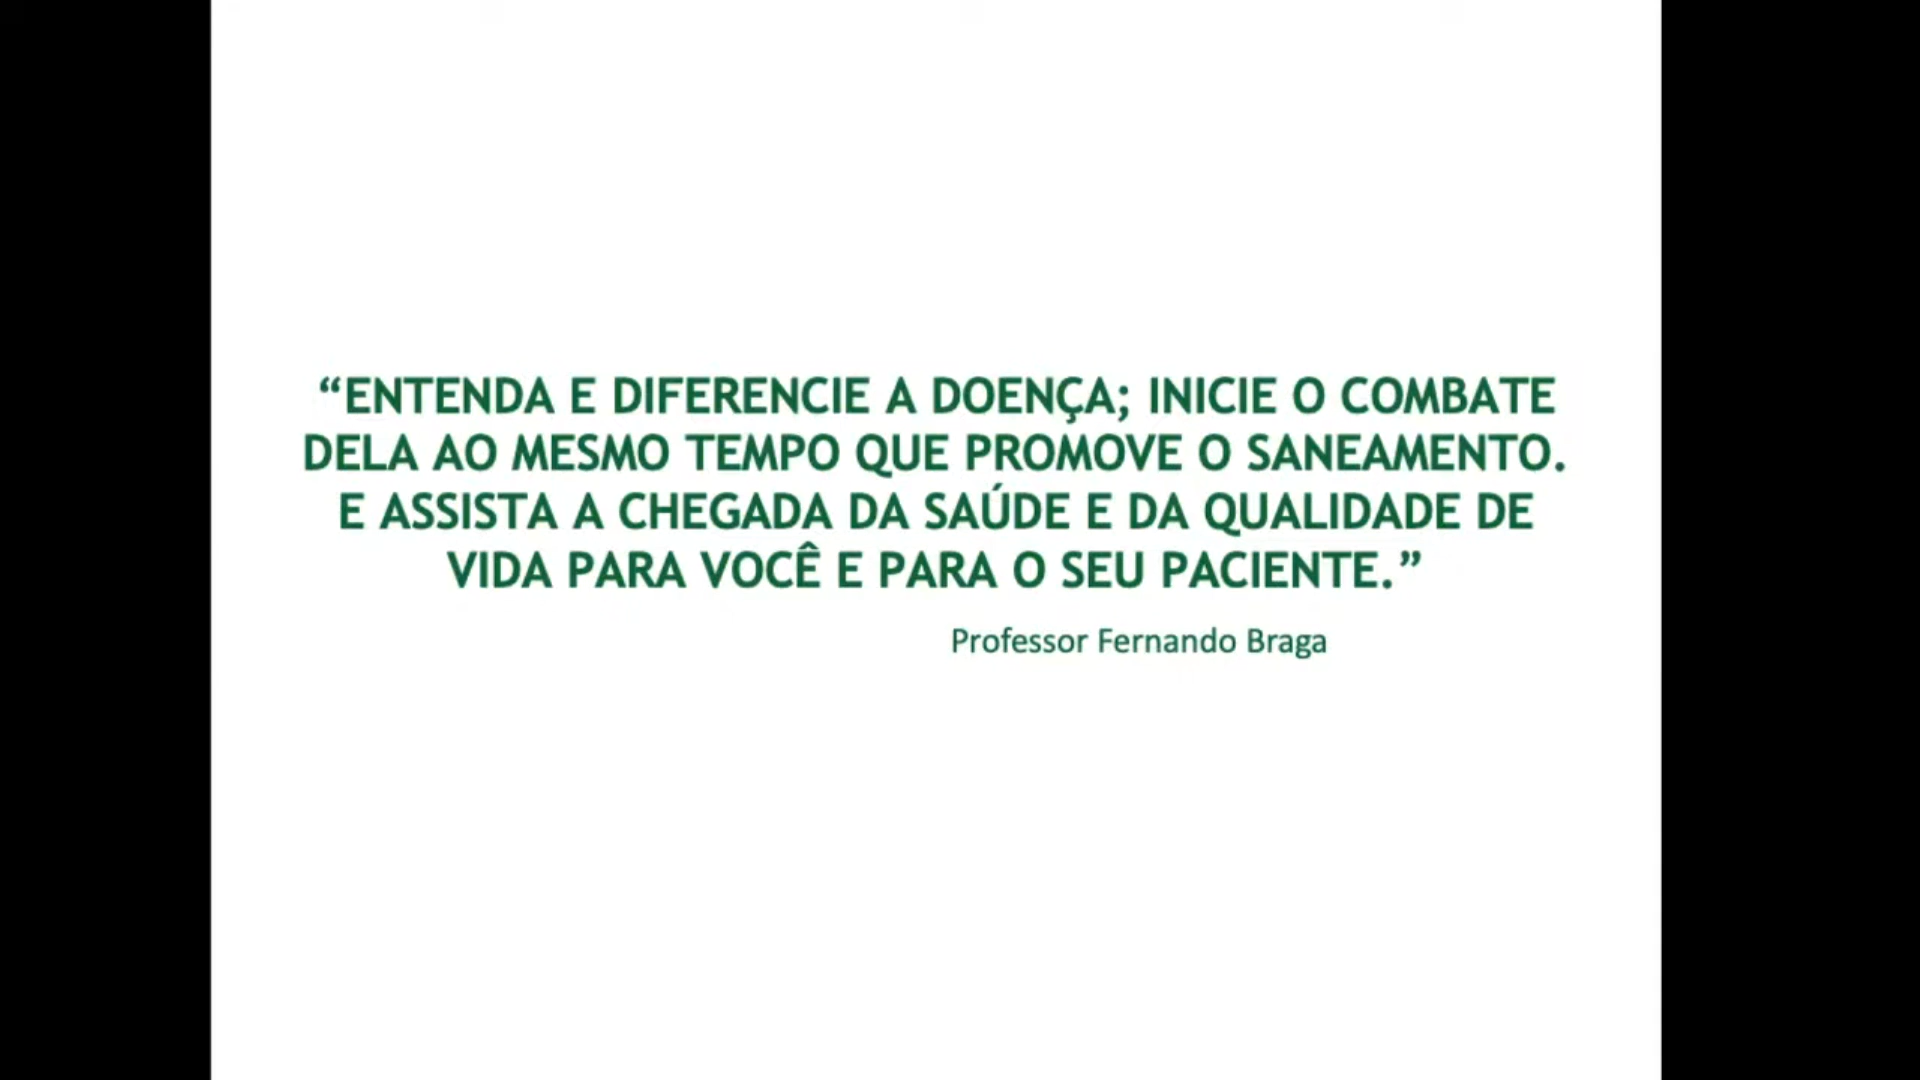 “ENTENDA E DIFERENCIE A DOENÇA; INICIE O COMBATE
DELA AO MESMO TEMPO QUE PROMOVE O SANEAMENTO.
E ASSISTA A CHEGADA DA SAÚDE E DA QUALIDADE DE
VIDA PARA VOCÊ E PARA O SEU PACIENTE.”
Professor Fernando Braga